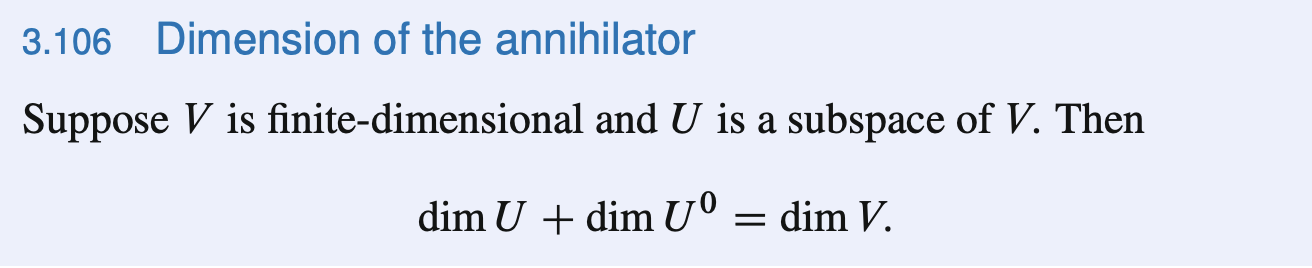 3.106 Dimension of the annihilator
Suppose V is finite-dimensional and U is a subspace of V. Then
dim U + dim U⁰ = dim V.